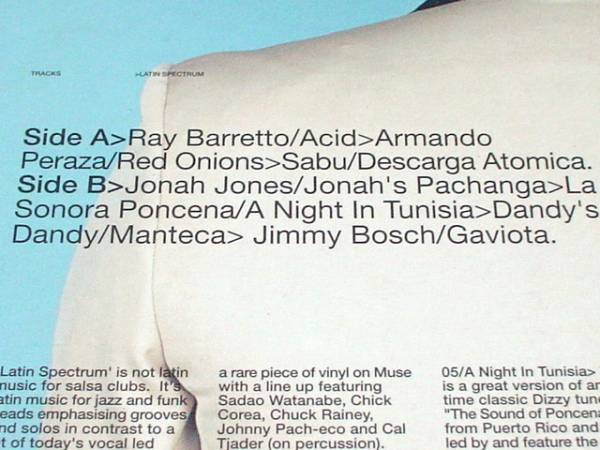 TRACKS >LATIN SPECTRUM
Side A>Ray Barretto/Acid>Armando
Peraza/Red Onions>Sabu/Descarga Atomica.
Side B>Jonah Jones/Jonah's Pachanga>La
Sonora Poncena/A Night In Tunisia>Dandy's
Dandy/Manteca> Jimmy Bosch/Gaviota.
Latin Spectrum' is not latin
music for salsa clubs. It's
latin music for jazz and funk
heads emphasising grooves
and solos in contrast to a
of today's vocal led
a rare piece of vinyl on Muse
with a line up featuring
Sadao Watanabe, Chick
Corea, Chuck Rainey,
Johnny Pach-eco and Cal
Tjader (on percussion).
05/A Night In Tunisia>
is a great version of an
time classic Dizzy tune
"The Sound of Poncena
from Puerto Rico and
led by and feature the